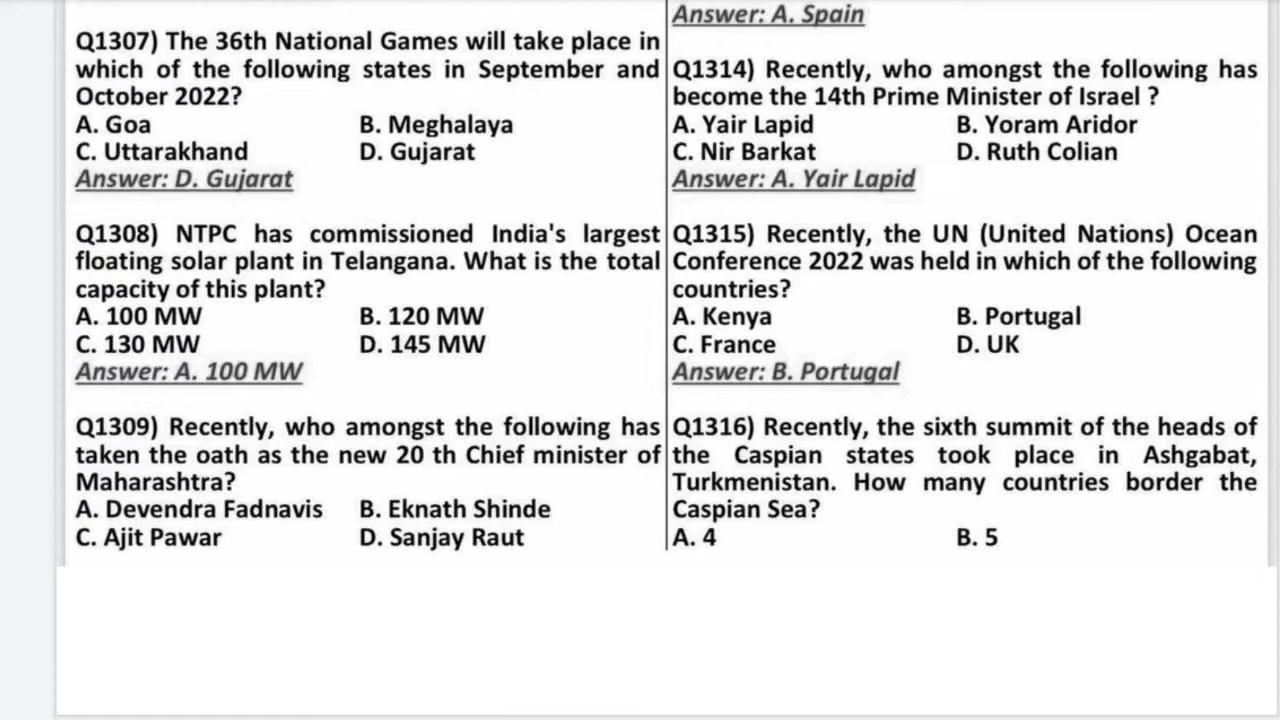 Q1307) The 36th National Games will take place in
which of the following states in September and
October 2022?
A. Goa B. Meghalaya
C. Uttarakhand D. Gujarat
Answer: D. Gujarat
Q1308) NTPC has commissioned India's largest
floating solar plant in Telangana. What is the total
capacity of this plant?
A. 100 MW B. 120 MW
C. 130 MW D. 145 MW
Answer: A. 100 MW
Q1309) Recently, who amongst the following has
taken the oath as the new 20 th Chief minister of
Maharashtra?
A. Devendra Fadnavis B. Eknath Shinde
C. Ajit Pawar D. Sanjay Raut
Answer: A. Spain
Q1314) Recently, who amongst the following has
become the 14th Prime Minister of Israel ?
A. Yair Lapid B. Yoram Aridor
C. Nir Barkat D. Ruth Colian
Answer: A. Yair Lapid
Q1315) Recently, the UN (United Nations) Ocean
Conference 2022 was held in which of the following
countries?
A. Kenya B. Portugal
C. France D. UK
Answer: B. Portugal
Q1316) Recently, the sixth summit of the heads of
the Caspian states took place in Ashgabat,
Turkmenistan. How many countries border the
Caspian Sea?
A. 4 B. 5